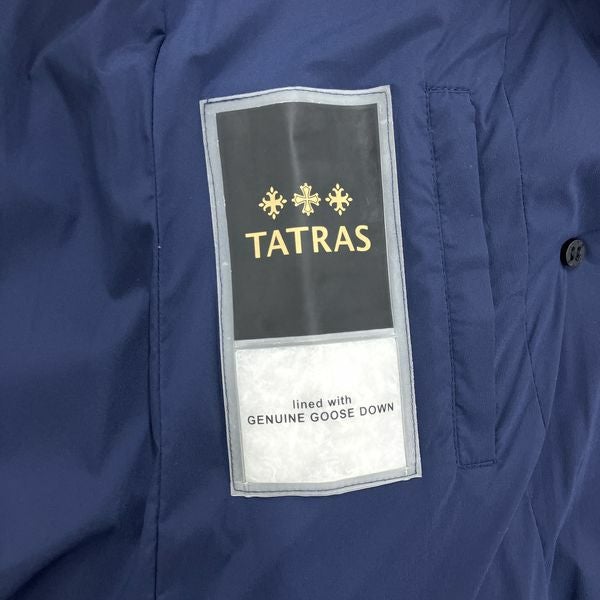 TATRAS
lined with
GENUINE GOOSE DOWN